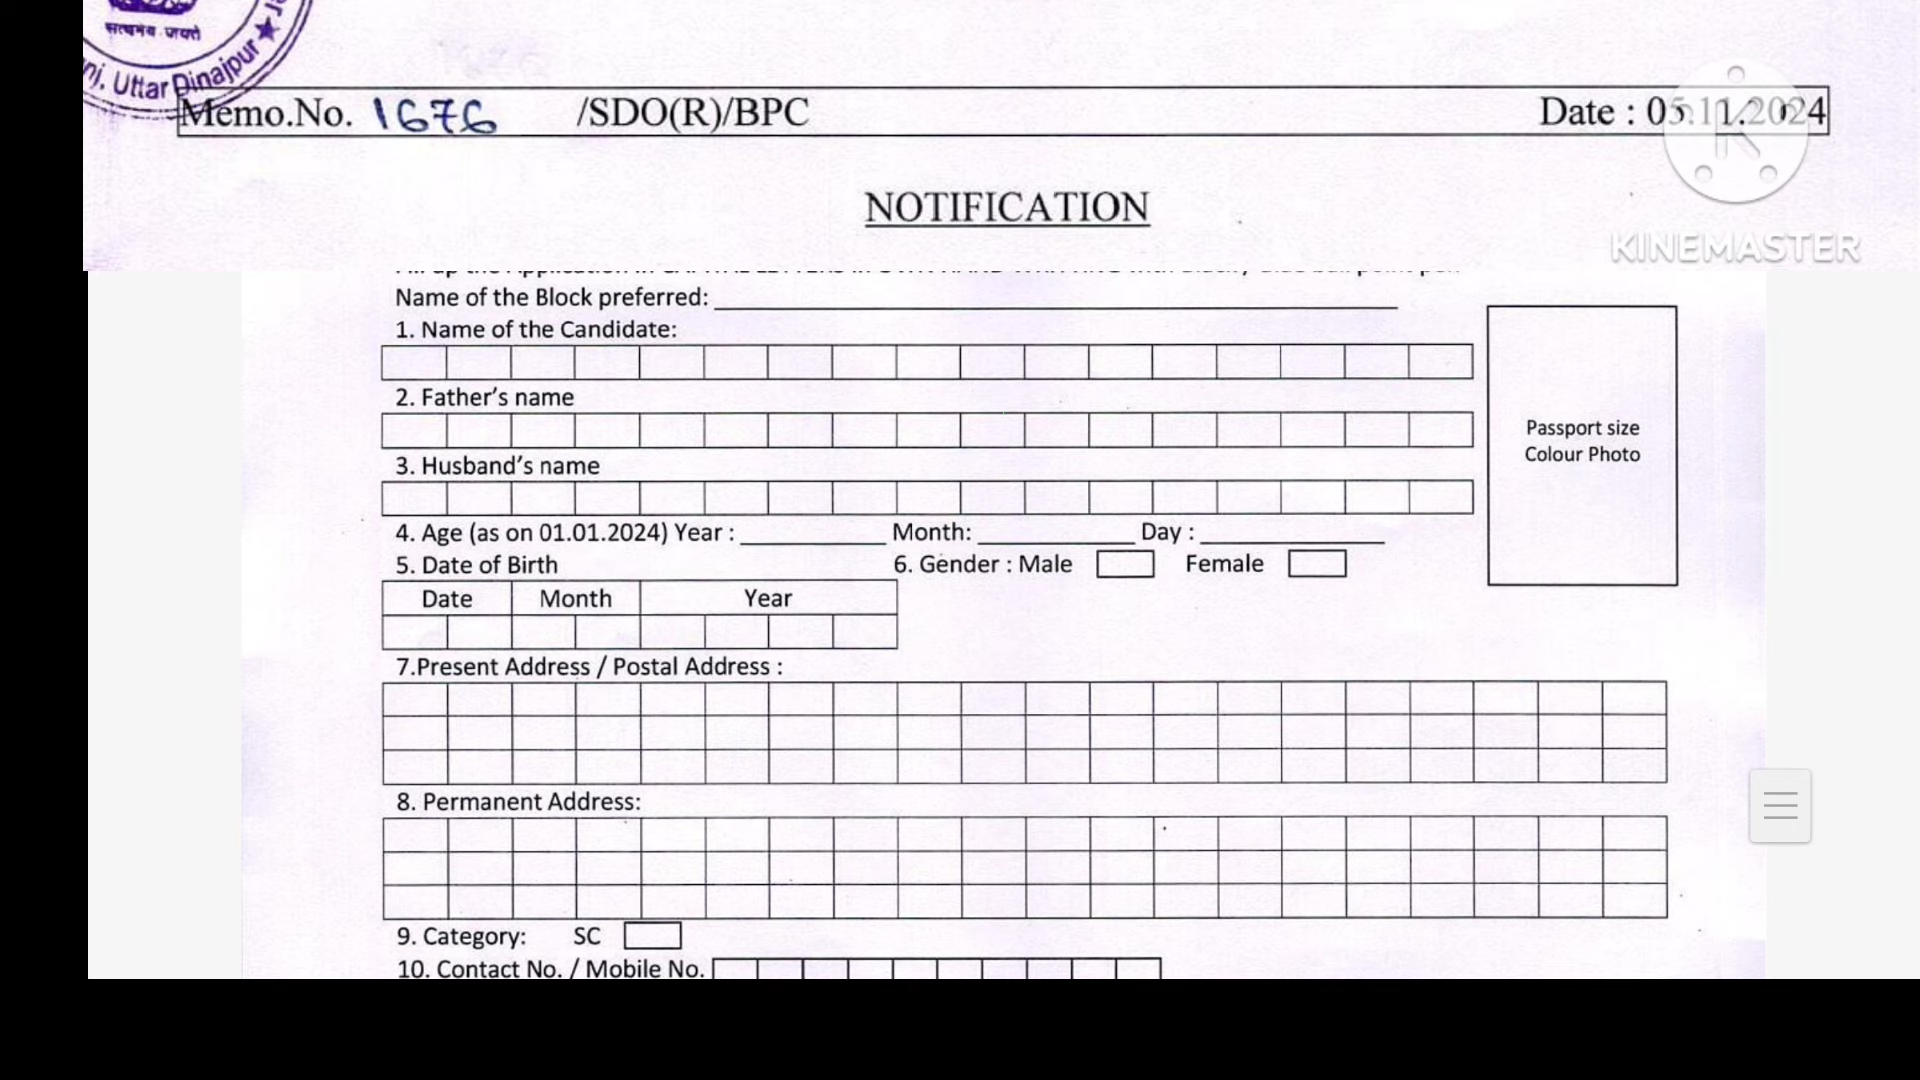 सत्यमेव जयते
Uttar Dinajpur ★
Memo.No. 1676 /SDO(R)/BPC Date : 05.11.2024
NOTIFICATION
KINEMASTER
Name of the Block preferred:
1. Name of the Candidate:
2. Father's name
3. Husband's name
Passport size
Colour Photo
4. Age (as on 01.01.2024) Year : Month: Day :
5. Date of Birth 6. Gender : Male Female
Date Month Year
7.Present Address / Postal Address :
8. Permanent Address:
9. Category: SC
10. Contact No. / Mobile No.